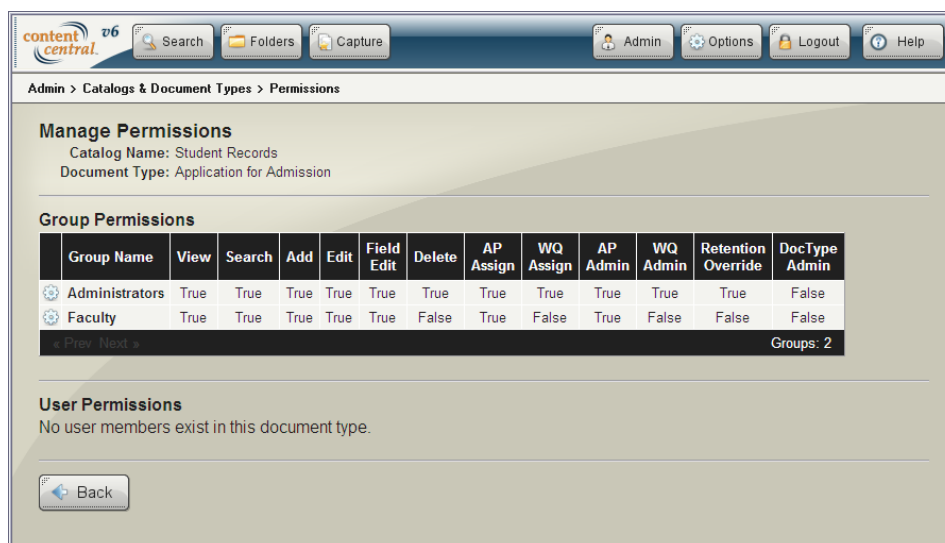 content central. v6 Search Folders Capture Admin Options Logout Help
Admin > Catalogs & Document Types > Permissions
Manage Permissions
Catalog Name: Student Records
Document Type: Application for Admission
Group Permissions
Group Name View Search Add Edit Field Edit Delete AP Assign WQ Assign AP Admin WQ Admin Retention Override DocType Admin
Administrators True True True True True True True True True True True False
Faculty True True True True True False True False True False False False
« Prev Next » Groups: 2
User Permissions
No user members exist in this document type.
Back